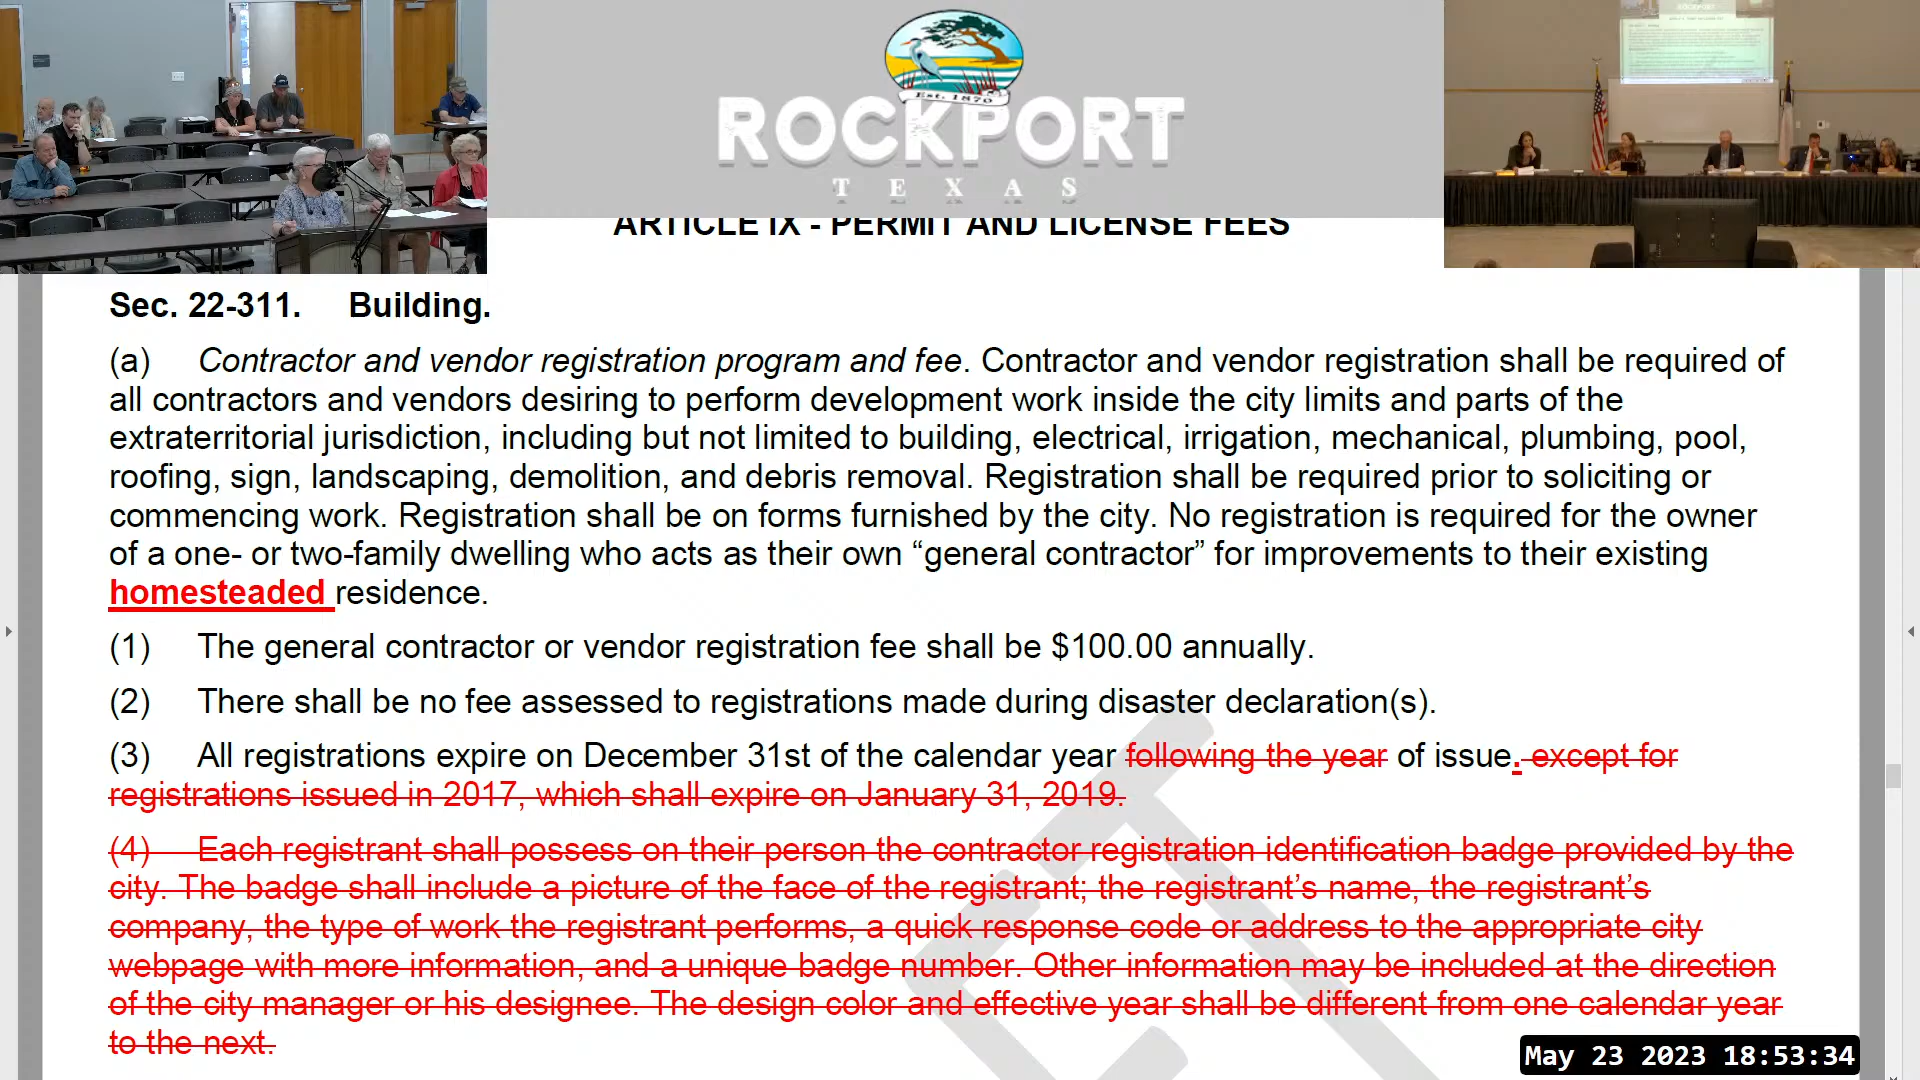 Est. 1870
ROCKPORT
TEXAS
ARTICLE IX - PERMIT AND LICENSE FEES
Sec. 22-311. Building.
(a) Contractor and vendor registration program and fee. Contractor and vendor registration shall be required of
all contractors and vendors desiring to perform development work inside the city limits and parts of the
extraterritorial jurisdiction, including but not limited to building, electrical, irrigation, mechanical, plumbing, pool,
roofing, sign, landscaping, demolition, and debris removal. Registration shall be required prior to soliciting or
commencing work. Registration shall be on forms furnished by the city. No registration is required for the owner
of a one- or two-family dwelling who acts as their own “general contractor” for improvements to their existing
homesteaded residence.
(1) The general contractor or vendor registration fee shall be $100.00 annually.
(2) There shall be no fee assessed to registrations made during disaster declaration(s).
(3) All registrations expire on December 31st of the calendar year following the year of issue. except for
registrations issued in 2017, which shall expire on January 31, 2019.
(4) Each registrant shall possess on their person the contractor registration identification badge provided by the
city. The badge shall include a picture of the face of the registrant; the registrant’s name, the registrant’s
company, the type of work the registrant performs, a quick response code or address to the appropriate city
webpage with more information, and a unique badge number. Other information may be included at the direction
of the city manager or his designee. The design color and effective year shall be different from one calendar year
to the next.
May 23 2023 18:53:34